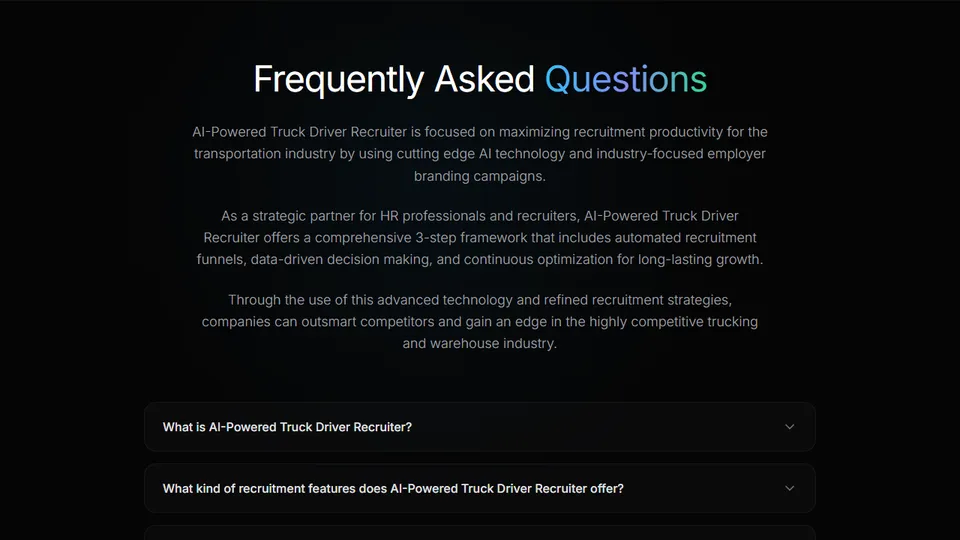 Frequently Asked Questions
AI-Powered Truck Driver Recruiter is focused on maximizing recruitment productivity for the
transportation industry by using cutting edge AI technology and industry-focused employer
branding campaigns.
As a strategic partner for HR professionals and recruiters, AI-Powered Truck Driver
Recruiter offers a comprehensive 3-step framework that includes automated recruitment
funnels, data-driven decision making, and continuous optimization for long-lasting growth.
Through the use of this advanced technology and refined recruitment strategies,
companies can outsmart competitors and gain an edge in the highly competitive trucking
and warehouse industry.
What is AI-Powered Truck Driver Recruiter?
What kind of recruitment features does AI-Powered Truck Driver Recruiter offer?